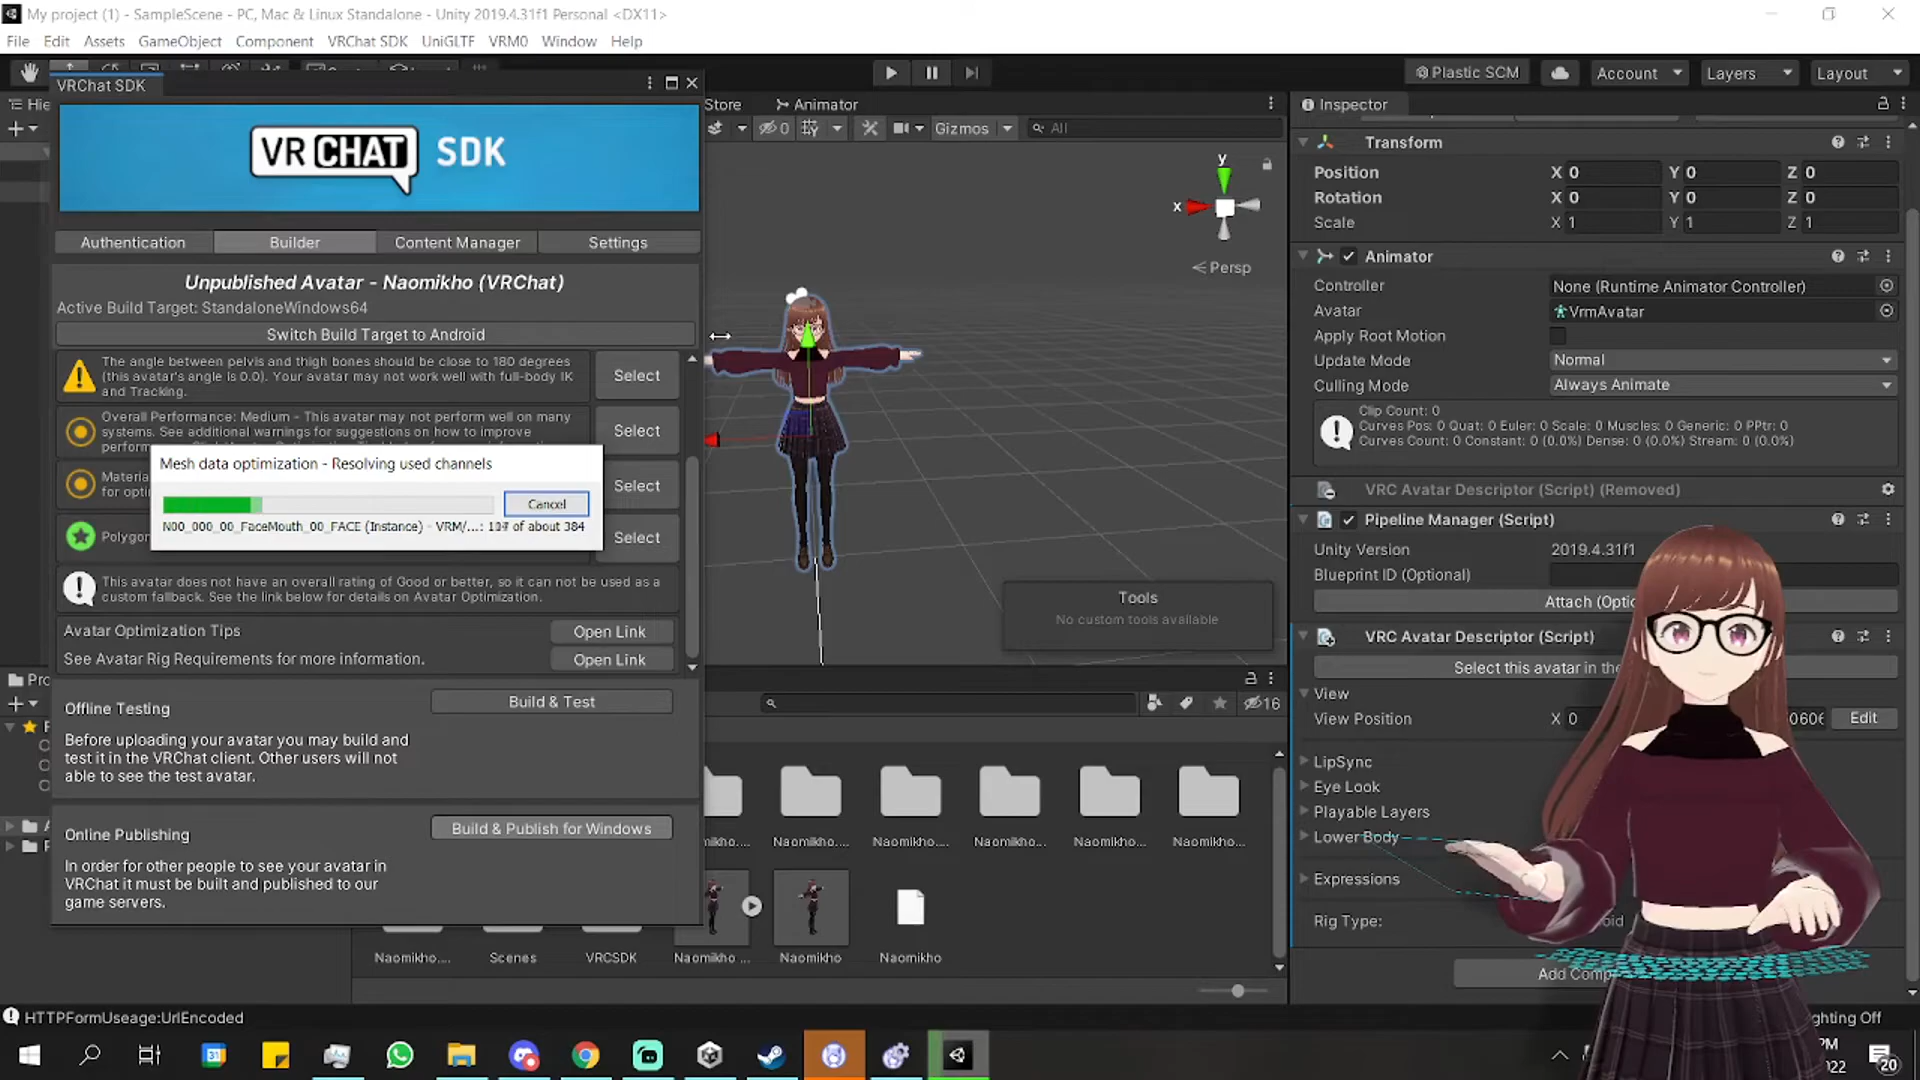 My project (1) - SampleScene - PC, Mac & Linux Standalone - Unity 2019.4.31f1 Personal <DX11>
File Edit Assets GameObject Component VRChat SDK UniGLTF VRM0 Window Help
Plastic SCM Account Layers Layout
Hie
VRChat SDK
Store Animator
0 Gizmos All
VR CHAT SDK
Authentication Builder Content Manager Settings
Unpublished Avatar - Naomikho (VRChat)
Active Build Target: StandaloneWindows64
Switch Build Target to Android
The angle between pelvis and thigh bones should be close to 180 degrees
(this avatar's angle is 0.0). Your avatar may not work well with full-body IK
and Tracking.
Select
Overall Performance: Medium - This avatar may not perform well on many
systems. See additional warnings for suggestions on how to improve
Select
Select
Mesh data optimization - Resolving used channels
Cancel
N00_000_00_FaceMouth_00_FACE (Instance) - VRM/...: of about 384
Select
This avatar does not have an overall rating of Good or better, so it can not be used as a
custom fallback. See the link below for details on Avatar Optimization.
Avatar Optimization Tips Open Link
See Avatar Rig Requirements for more information. Open Link
Offline Testing
Build & Test
Before uploading your avatar you may build and
test it in the VRChat client. Other users will not
able to see the test avatar.
Online Publishing
Build & Publish for Windows
In order for other people to see your avatar in
VRChat it must be built and published to our
game servers.
y
x
Persp
Tools
No custom tools available
16
Naomikho.... Naomikho... Naomikho... Naomikho... Naomikho...
Naomikho.... Scenes VRCSDK Naomikho ... Naomikho Naomikho
Inspector
Transform
Position X 0 Y 0 Z 0
Rotation X 0 Y 0 Z 0
Scale X 1 Y 1 Z 1
Animator
Controller None (Runtime Animator Controller)
Avatar VrmAvatar
Apply Root Motion
Update Mode Normal
Culling Mode Always Animate
Clip Count: 0
Curves Pos: 0 Quat: 0 Euler: 0 Scale: 0 Muscles: 0 Generic: 0 PPtr: 0
Curves Count: 0 Constant: 0 (0.0%) Dense: 0 (0.0%) Stream: 0 (0.0%)
VRC Avatar Descriptor (Script) (Removed)
Pipeline Manager (Script)
Unity Version 2019.4.31f1
Blueprint ID (Optional)
Attach
VRC Avatar Descriptor (Script)
Select this avatar in the
View
View Position X 0 Edit
LipSync
Eye Look
Playable Layers
Lower Body
Expressions
Rig Type:
Add
HTTPFormUseage:UrlEncoded
Off
31
PM
20